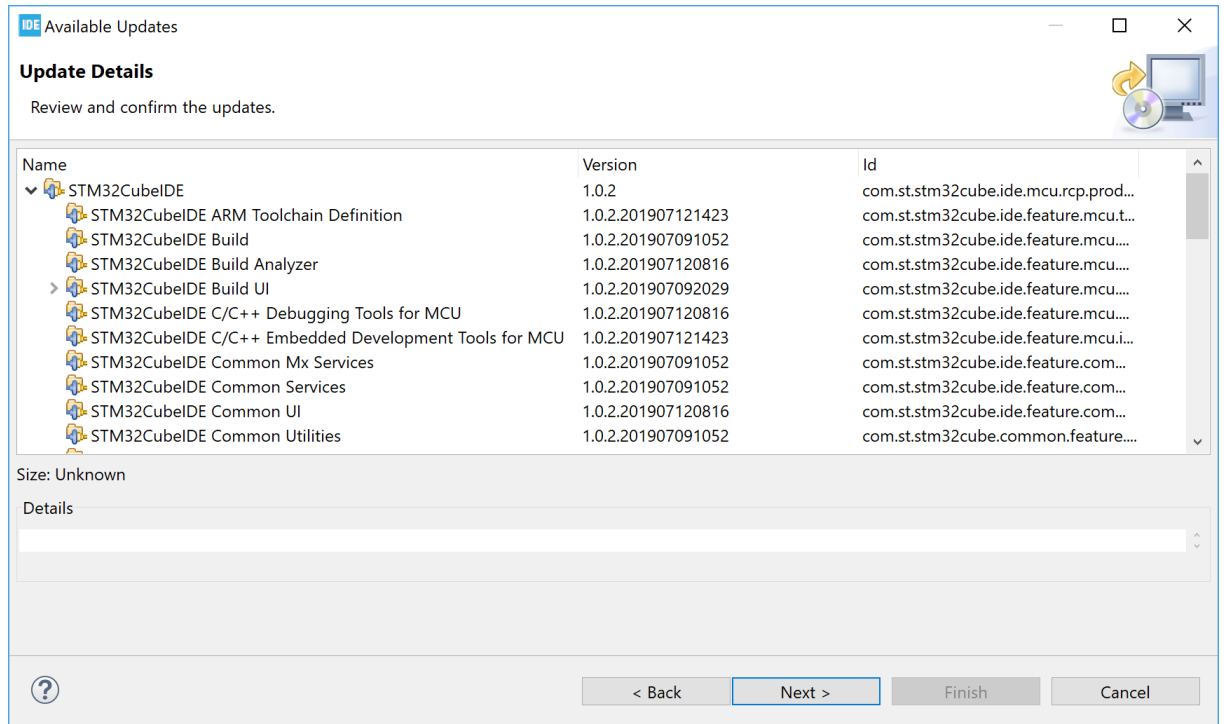 IDE Available Updates
Update Details
Review and confirm the updates.
Name Version Id
STM32CubeIDE 1.0.2 com.st.stm32cube.ide.mcu.rcp.prod...
STM32CubeIDE ARM Toolchain Definition 1.0.2.201907121423 com.st.stm32cube.ide.feature.mcu.t...
STM32CubeIDE Build 1.0.2.201907091052 com.st.stm32cube.ide.feature.mcu....
STM32CubeIDE Build Analyzer 1.0.2.201907120816 com.st.stm32cube.ide.feature.mcu....
STM32CubeIDE Build UI 1.0.2.201907092029 com.st.stm32cube.ide.feature.mcu....
STM32CubeIDE C/C++ Debugging Tools for MCU 1.0.2.201907120816 com.st.stm32cube.ide.feature.mcu....
STM32CubeIDE C/C++ Embedded Development Tools for MCU 1.0.2.201907121423 com.st.stm32cube.ide.feature.mcu.i...
STM32CubeIDE Common Mx Services 1.0.2.201907091052 com.st.stm32cube.ide.feature.com...
STM32CubeIDE Common Services 1.0.2.201907091052 com.st.stm32cube.ide.feature.com...
STM32CubeIDE Common UI 1.0.2.201907120816 com.st.stm32cube.ide.feature.com...
STM32CubeIDE Common Utilities 1.0.2.201907091052 com.st.stm32cube.common.feature....
Size: Unknown
Details
? < Back Next > Finish Cancel